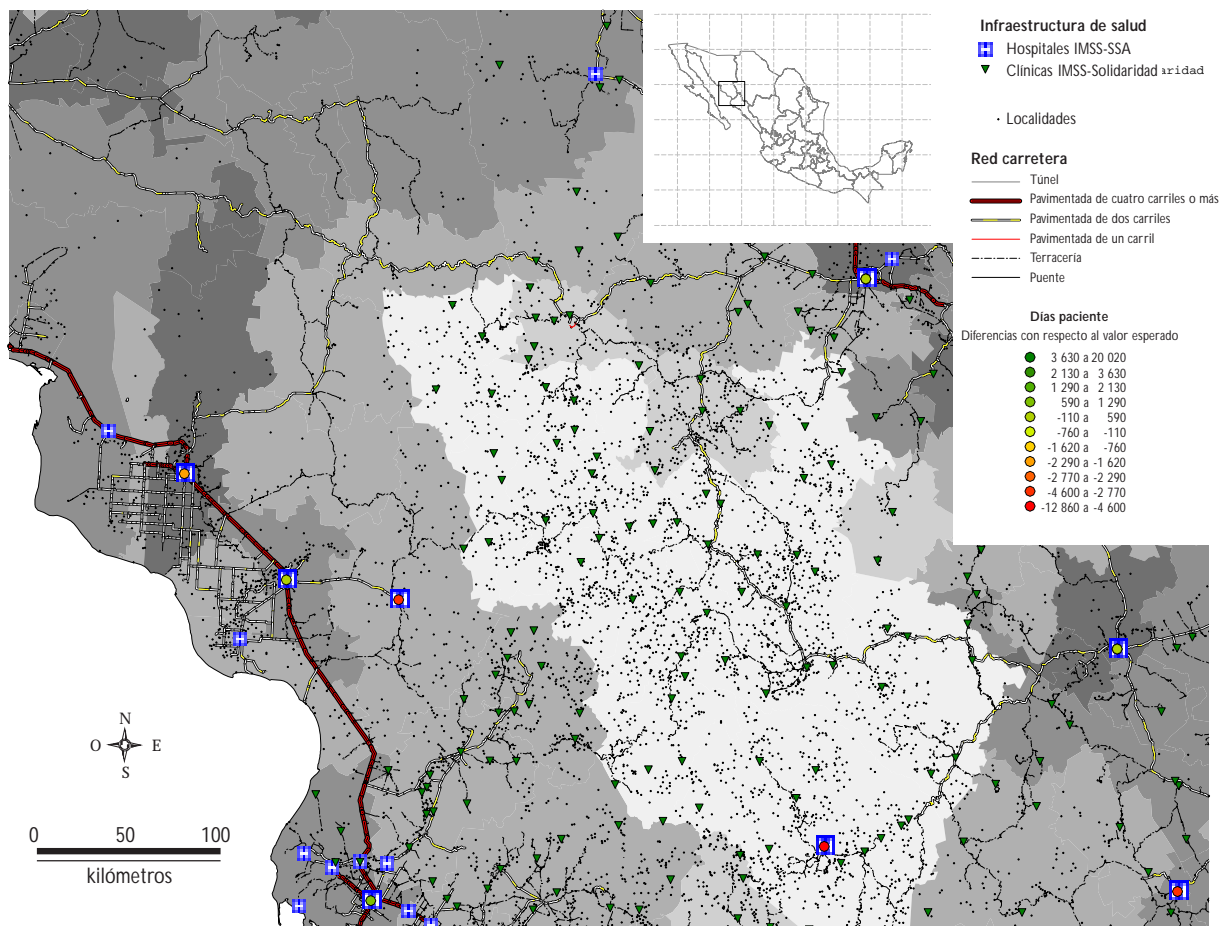 Infraestructura de salud
Hospitales IMSS-SSA
Clínicas IMSS-Solidaridad aridad
Localidades
Red carretera
Túnel
Pavimentada de cuatro carriles o más
Pavimentada de dos carriles
Pavimentada de un carril
Terracería
Puente
Días paciente
Diferencias con respecto al valor esperado
3 630 a 20 020
2 130 a 3 630
1 290 a 2 130
590 a 1 290
-110 a 590
-760 a -110
-1 620 a -760
-2 290 a -1 620
-2 770 a -2 290
-4 600 a -2 770
-12 860 a -4 600
N
O E
S
0 50 100
kilómetros